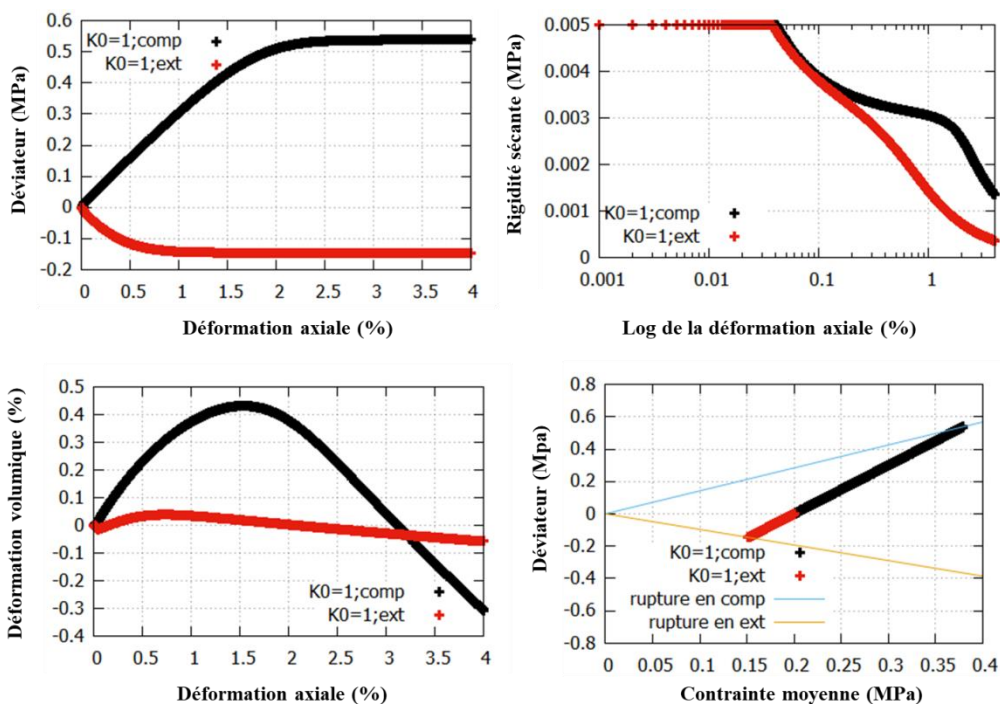 Déviateur (MPa)
0.6
0.5
0.4
0.3
0.2
0.1
0
-0.1
-0.2
K0=1;comp
K0=1;ext
0 0.5 1 1.5 2 2.5 3 3.5 4
Déformation axiale (%)
Rigidité sécante (MPa)
0.005
0.004
0.003
0.002
0.001
0
K0=1;comp
K0=1;ext
0.001 0.01 0.1 1
Log de la déformation axiale (%)
Déformation volumique (%)
0.5
0.4
0.3
0.2
0.1
0
-0.1
-0.2
-0.3
-0.4
K0=1;comp
K0=1;ext
0 0.5 1 1.5 2 2.5 3 3.5 4
Déformation axiale (%)
Déviateur (Mpa)
0.8
0.6
0.4
0.2
0
-0.2
-0.4
-0.6
-0.8
K0=1;comp
K0=1;ext
rupture en comp
rupture en ext
0 0.05 0.1 0.15 0.2 0.25 0.3 0.35 0.4
Contrainte moyenne (MPa)